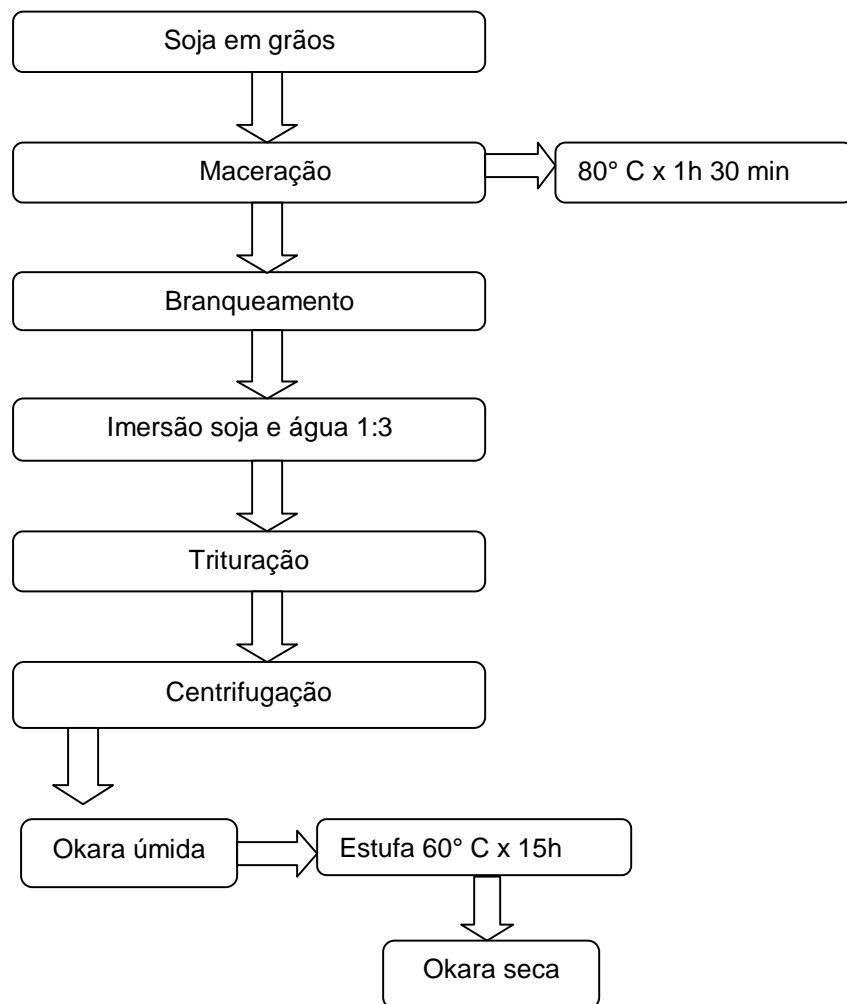 Soja em grãos
Maceração
80° C x 1h 30 min
Branqueamento
Imersão soja e água 1:3
Trituração
Centrifugação
Okara úmida
Estufa 60° C x 15h
Okara seca